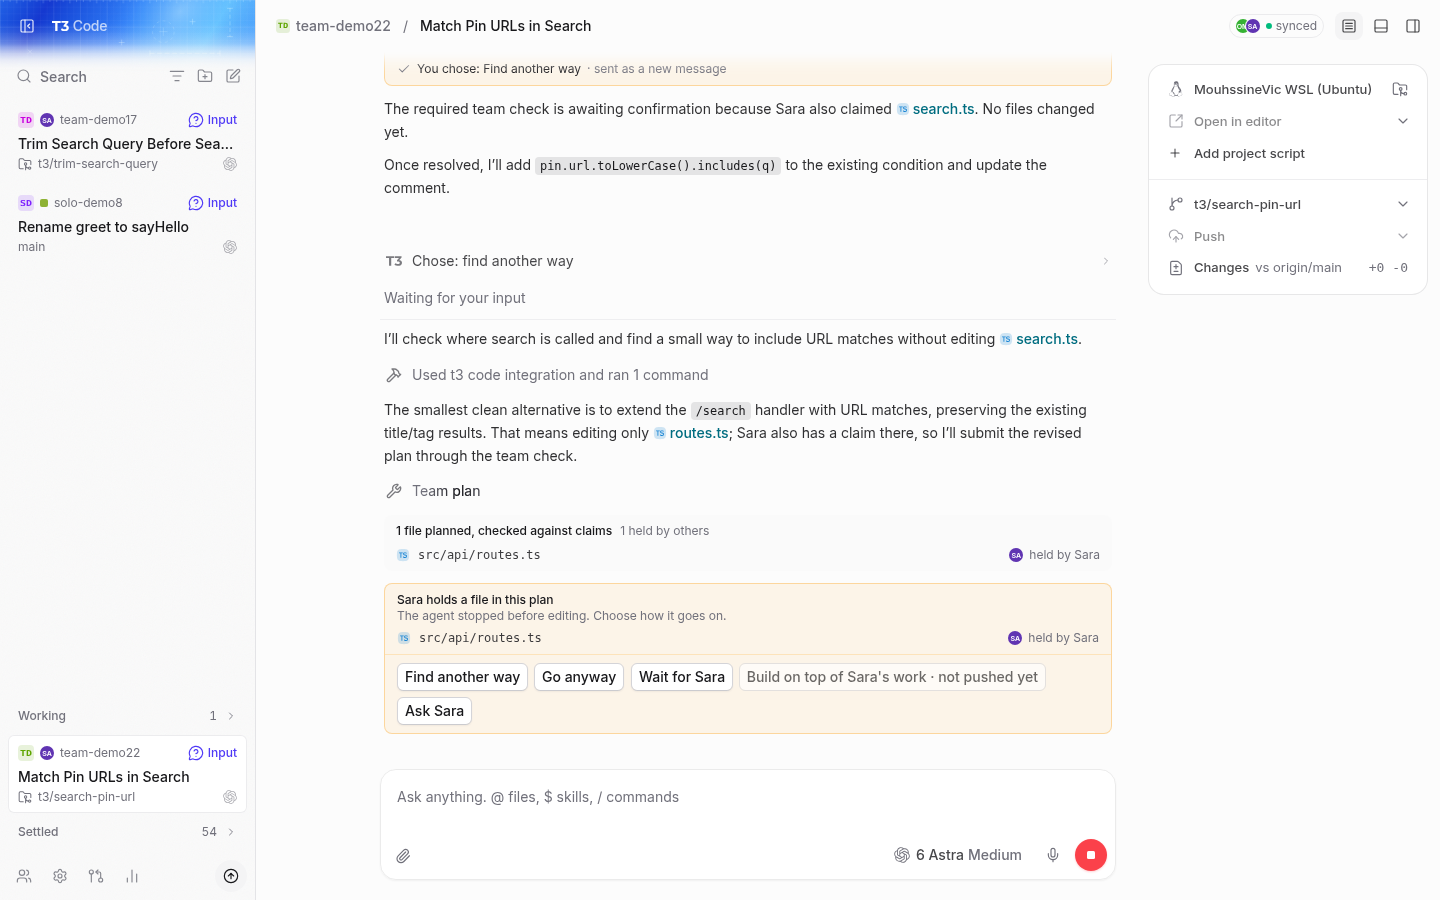 T3 Code
Search
TD SA team-demo17 Input
Trim Search Query Before Sea...
t3/trim-search-query
SD solo-demo8 Input
Rename greet to sayHello
main
Working 1
TD SA team-demo22 Input
Match Pin URLs in Search
t3/search-pin-url
Settled 54
TD team-demo22 / Match Pin URLs in Search
SA synced
You chose: Find another way · sent as a new message
The required team check is awaiting confirmation because Sara also claimed TS search.ts. No files changed
yet.
Once resolved, I'll add pin.url.toLowerCase().includes(q) to the existing condition and update the
comment.
T3 Chose: find another way
Waiting for your input
I'll check where search is called and find a small way to include URL matches without editing TS search.ts.
Used t3 code integration and ran 1 command
The smallest clean alternative is to extend the /search handler with URL matches, preserving the existing
title/tag results. That means editing only TS routes.ts; Sara also has a claim there, so I'll submit the revised
plan through the team check.
Team plan
1 file planned, checked against claims 1 held by others
TS src/api/routes.ts SA held by Sara
Sara holds a file in this plan
The agent stopped before editing. Choose how it goes on.
TS src/api/routes.ts SA held by Sara
Find another way Go anyway Wait for Sara Build on top of Sara's work · not pushed yet
Ask Sara
Ask anything. @ files, $ skills, / commands
6 Astra Medium
MouhssineVic WSL (Ubuntu)
Open in editor
Add project script
t3/search-pin-url
Push
Changes vs origin/main +0 -0